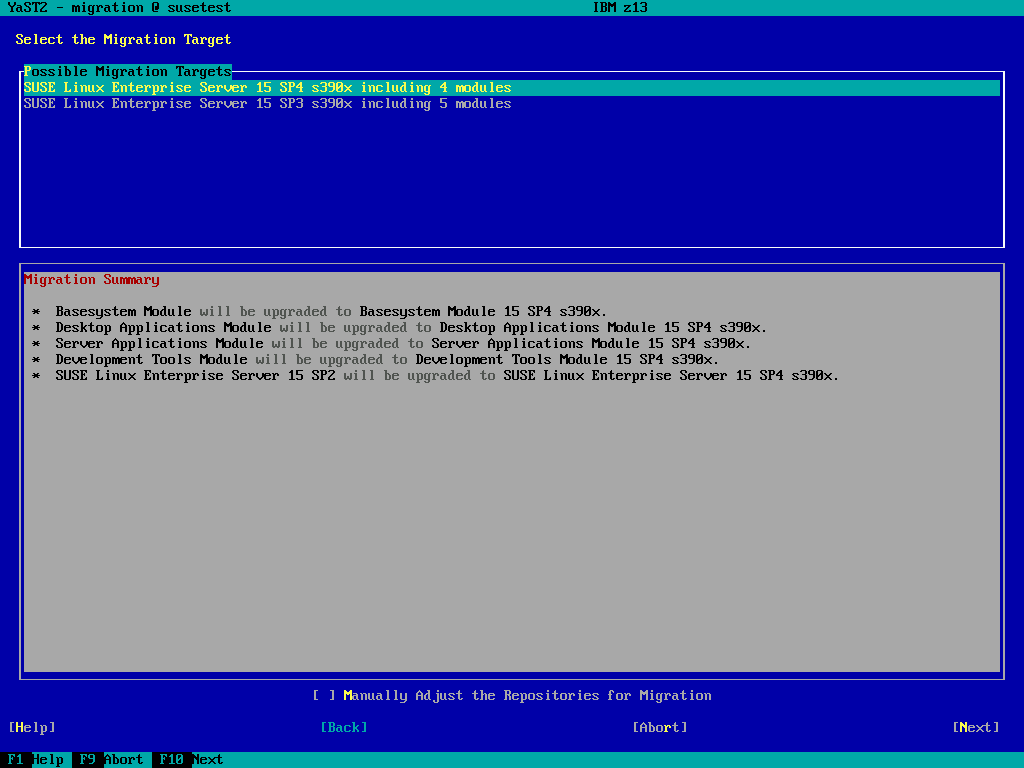 YaST2 - migration @ susetest IBM z13
Select the Migration Target
Possible Migration Targets
SUSE Linux Enterprise Server 15 SP4 s390x including 4 modules
SUSE Linux Enterprise Server 15 SP3 s390x including 5 modules
Migration Summary
* Basesystem Module will be upgraded to Basesystem Module 15 SP4 s390x.
* Desktop Applications Module will be upgraded to Desktop Applications Module 15 SP4 s390x.
* Server Applications Module will be upgraded to Server Applications Module 15 SP4 s390x.
* Development Tools Module will be upgraded to Development Tools Module 15 SP4 s390x.
* SUSE Linux Enterprise Server 15 SP2 will be upgraded to SUSE Linux Enterprise Server 15 SP4 s390x.
[ ] Manually Adjust the Repositories for Migration
[Help] [Back] [Abort] [Next]
F1 Help F9 Abort F10 Next